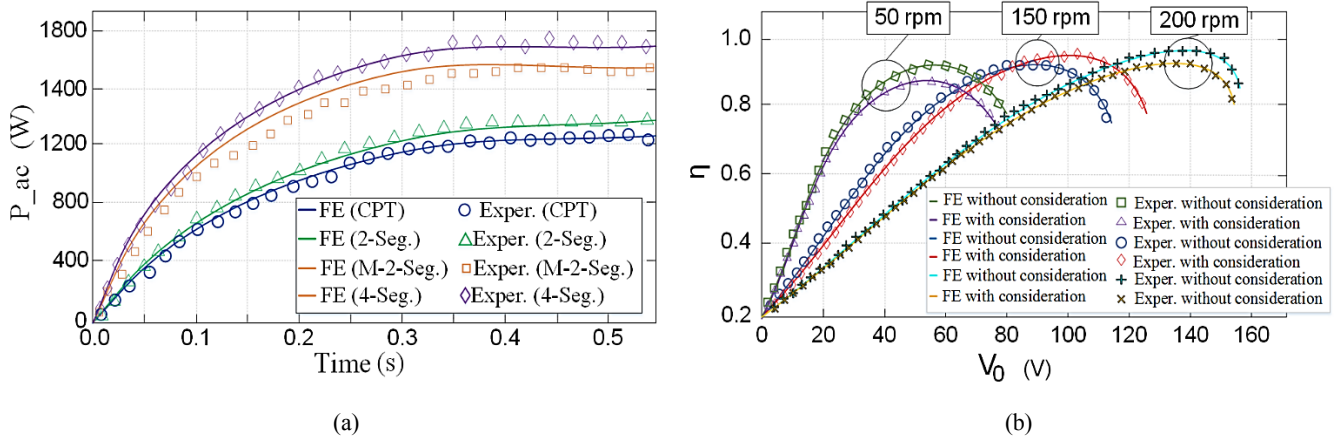 P_ac (W)
1800
1600
1400
1200
800
400
0
0.0 0.1 0.2 0.3 0.4 0.5
Time (s)
FE (CPT) Exper. (CPT)
FE (2-Seg.) Exper. (2-Seg.)
FE (M-2-Seg.) Exper. (M-2-Seg.)
FE (4-Seg.) Exper. (4-Seg.)
(a)
50 rpm 150 rpm 200 rpm
η
1.0
0.8
0.6
0.4
0.2
0 20 40 60 80 100 120 140 160
V_0 (V)
FE without consideration Exper. without consideration
FE with consideration Exper. with consideration
FE without consideration Exper. without consideration
FE with consideration Exper. with consideration
FE without consideration Exper. without consideration
FE with consideration Exper. without consideration
(b)